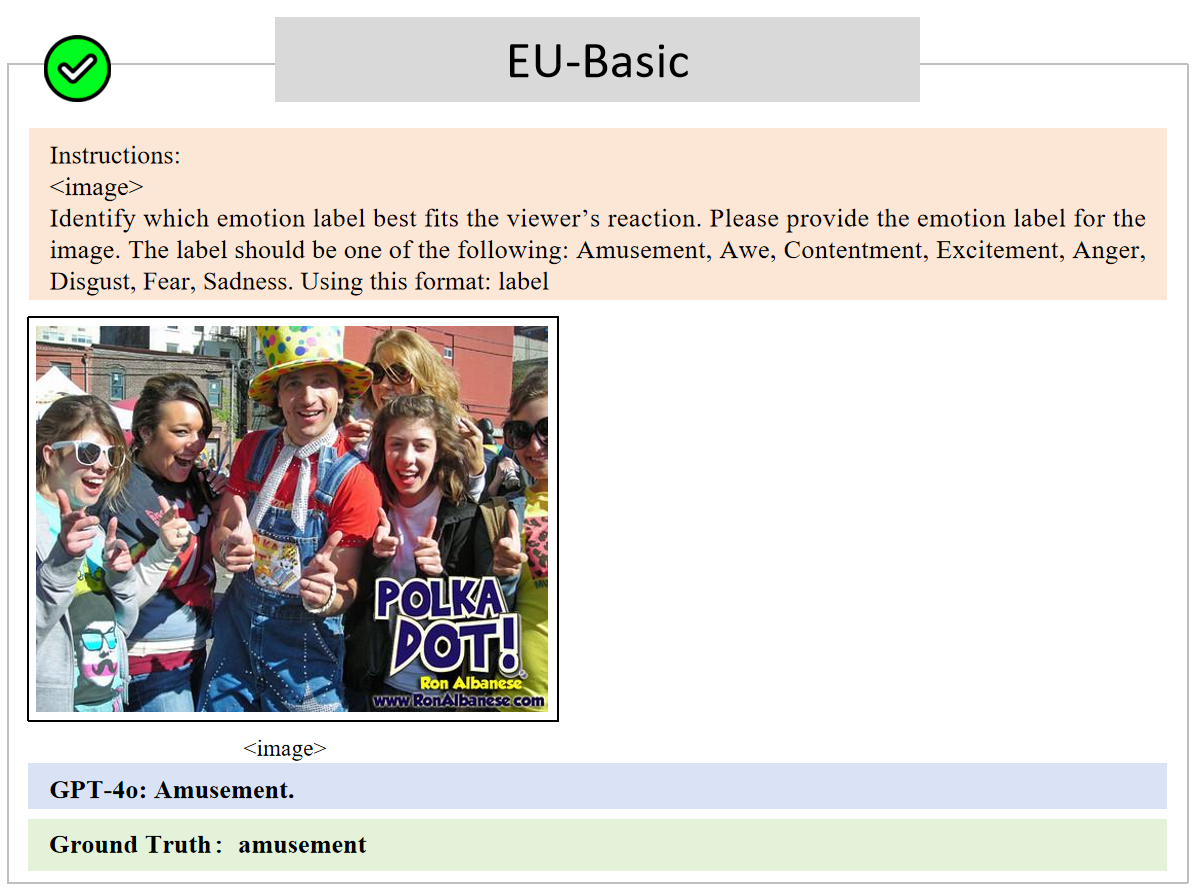 EU-Basic
Instructions:
<image>
Identify which emotion label best fits the viewer’s reaction. Please provide the emotion label for the
image. The label should be one of the following: Amusement, Awe, Contentment, Excitement, Anger,
Disgust, Fear, Sadness. Using this format: label
POLKA
DOT!
Ron Albanese
www.RonAlbanese.com
<image>
GPT-4o: Amusement.
Ground Truth: amusement